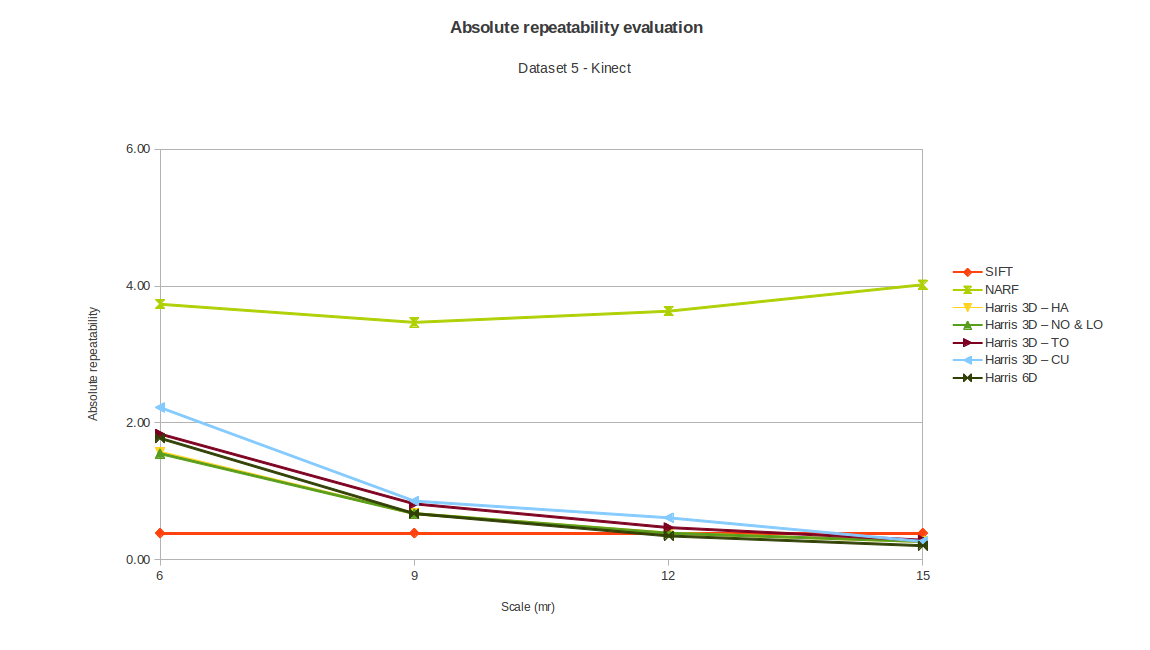 Absolute repeatability evaluation
Dataset 5 - Kinect
Absolute repeatability
6.00
4.00
2.00
0.00
6
9
12
15
Scale (mr)
SIFT
NARF
Harris 3D – HA
Harris 3D – NO & LO
Harris 3D – TO
Harris 3D – CU
Harris 6D